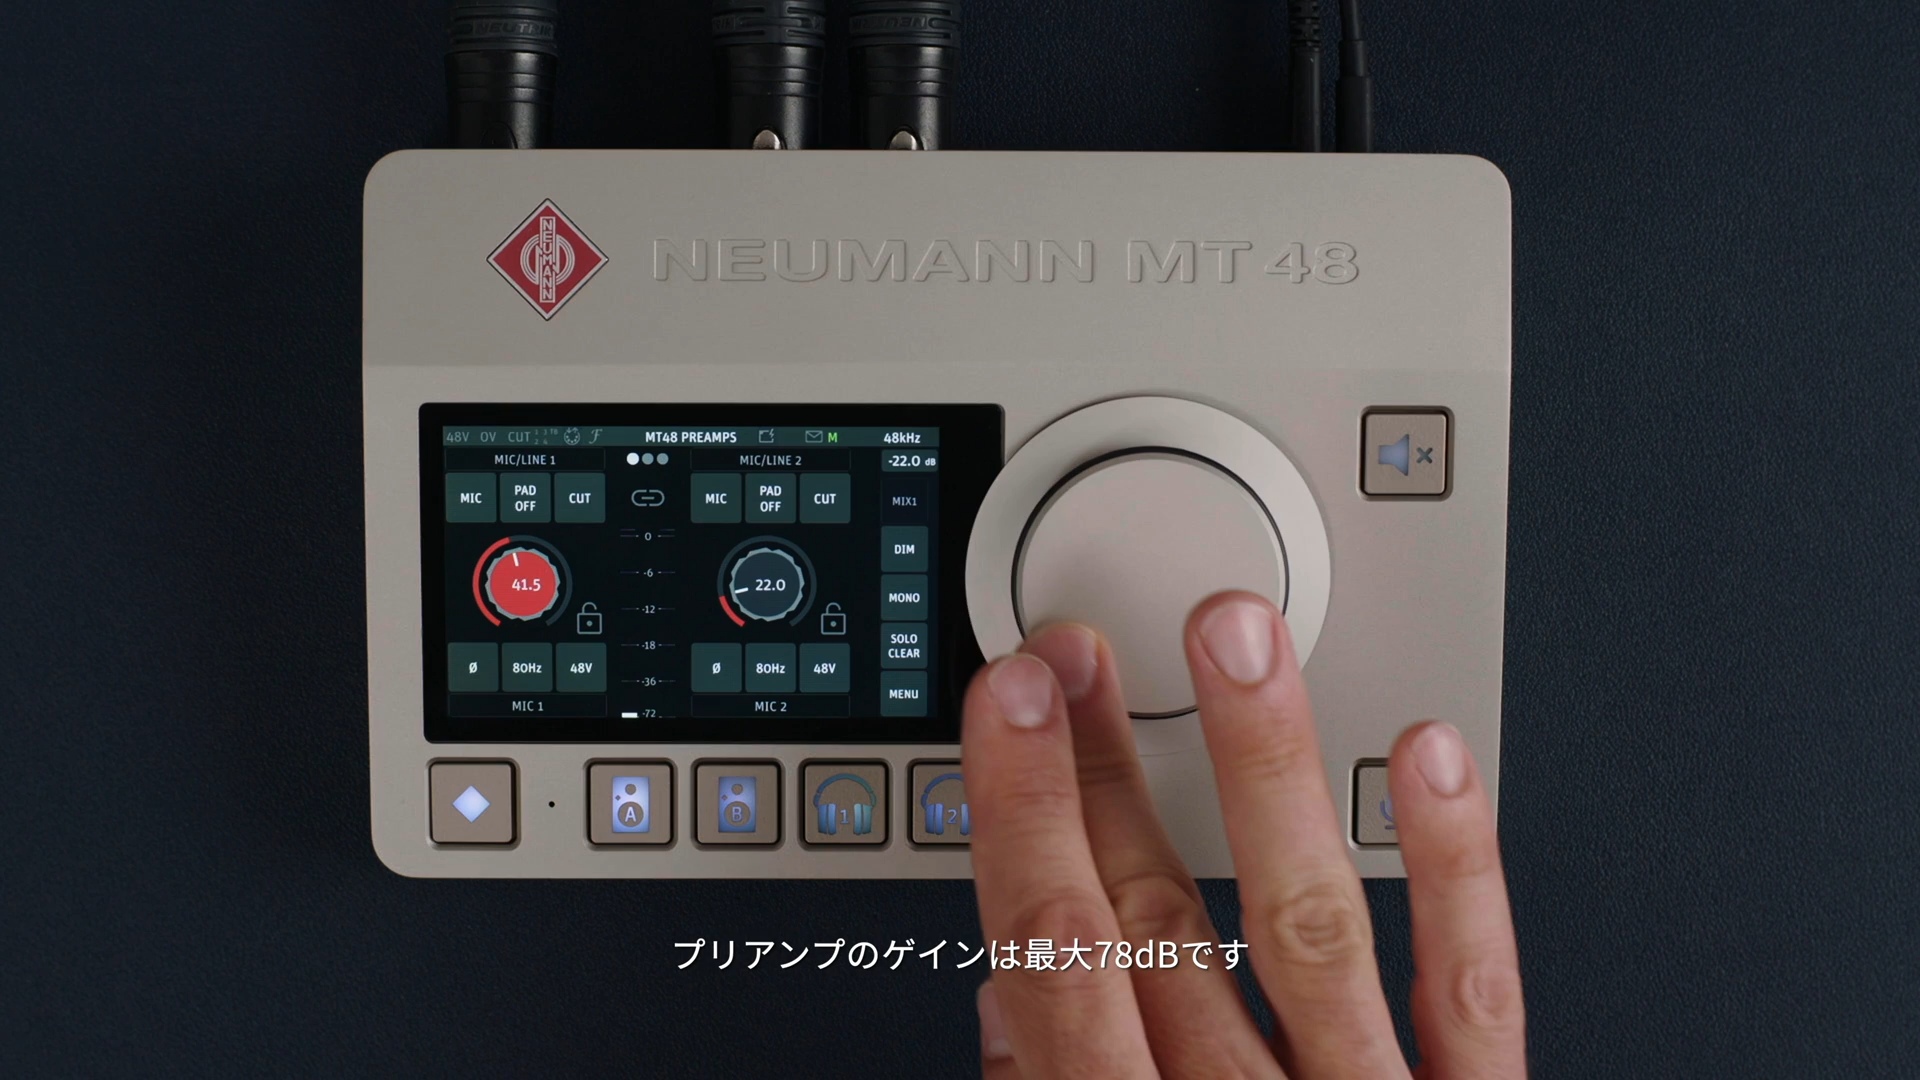 NEUTRIK
NEUMANN
NEUMANN MT 48
48V OV CUT MT48 PREAMPS M 48kHz
MIC/LINE 1 MIC/LINE 2 -22.0 dB
MIC PAD OFF CUT MIC PAD OFF CUT MIX1
0
-6
-12
-18
-36
-72
41.5 22.0
DIM
MONO
SOLO CLEAR
MENU
Ø 80Hz 48V Ø 80Hz 48V
MIC 1 MIC 2
A B 1 2
プリアンプのゲインは最大78dBです